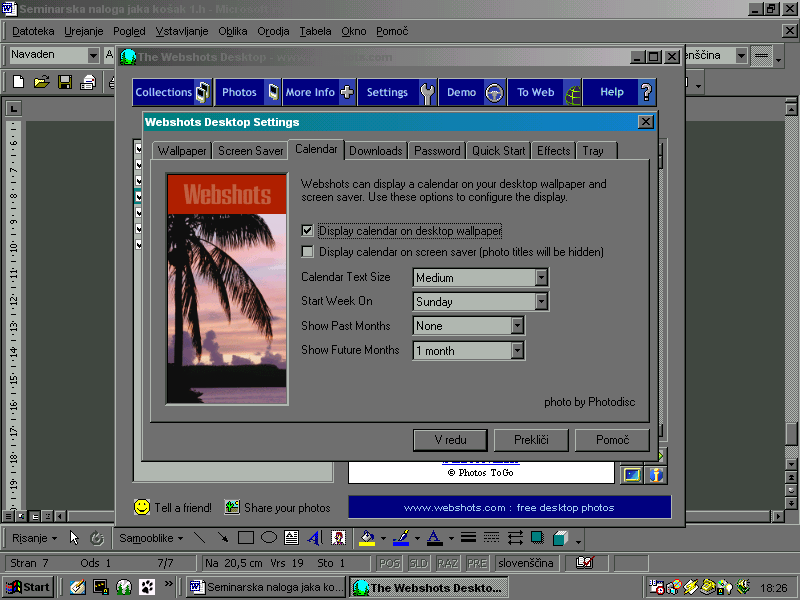 Seminarska naloga jaka košak 1.h - Microsoft
Datoteka Urejanje Pogled Vstavljanje Oblika Orodja Tabela Okno Pomoč
Navaden
The Webshots Desktop - www.webshots.com
Collections Photos More Info Settings Demo To Web Help
Webshots Desktop Settings
Wallpaper Screen Saver Calendar Downloads Password Quick Start Effects Tray
Webshots
Webshots can display a calendar on your desktop wallpaper and
screen saver. Use these options to configure the display.
Display calendar on desktop wallpaper
Display calendar on screen saver (photo titles will be hidden)
Calendar Text Size Medium
Start Week On Sunday
Show Past Months None
Show Future Months 1 month
photo by Photodisc
V redu Prekliči Pomoč
© Photos To Go
Tell a friend! Share your photos www.webshots.com : free desktop photos
Risanje Samooblike
Stran 7 Ods 1 7/7 Na 20,5 cm Vrs 19 Sto 1 POS SLD RAZ PRE slovenščina
Start Seminarska naloga jaka ko... The Webshots Deskto... 18:26